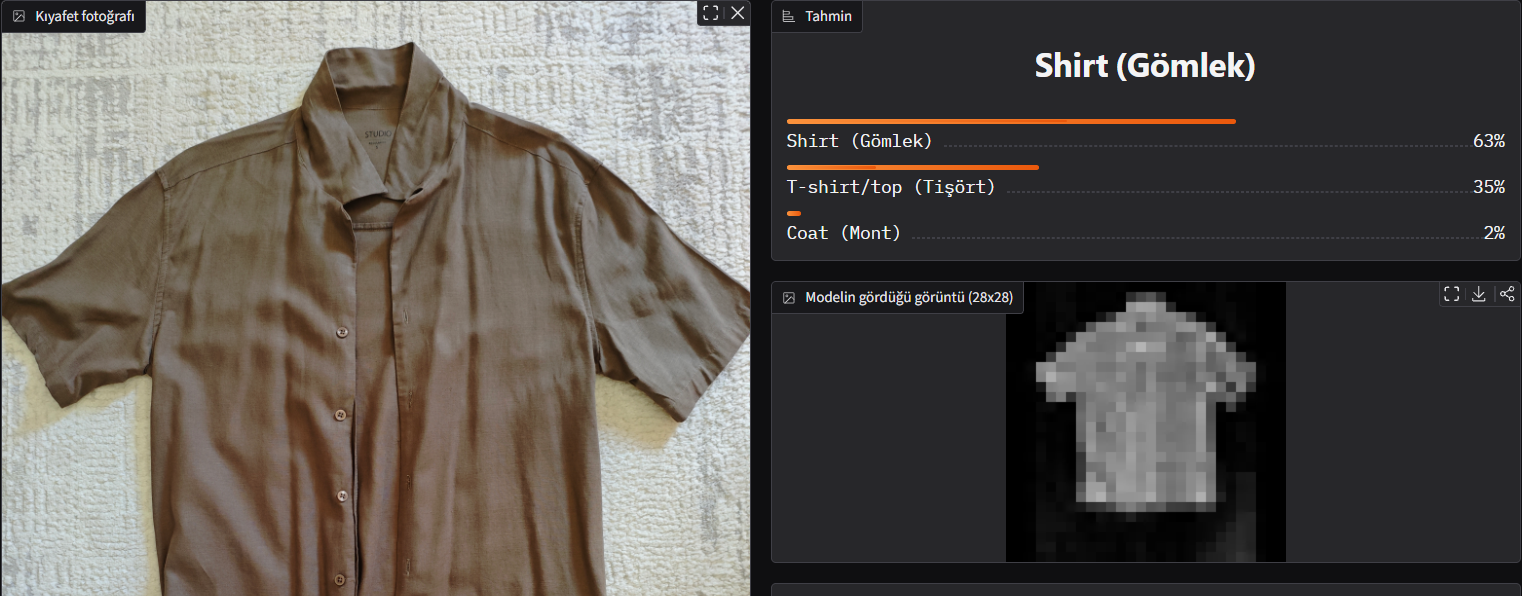 Kıyafet fotoğrafı
STUDIO
Tahmin
Shirt (Gömlek)
Shirt (Gömlek) 63%
T-shirt/top (Tişört) 35%
Coat (Mont) 2%
Modelin gördüğü görüntü (28x28)